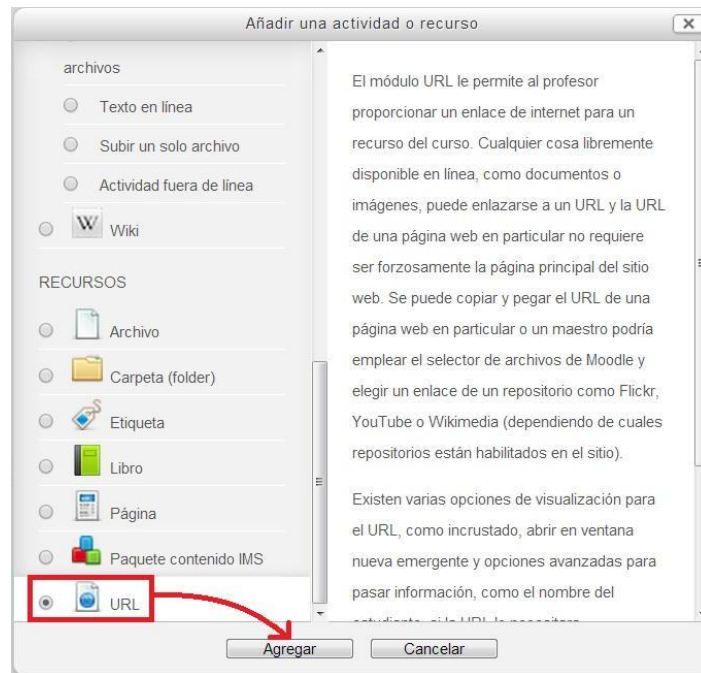 Añadir una actividad o recurso
archivos
Texto en línea
Subir un solo archivo
Actividad fuera de línea
Wiki
RECURSOS
Archivo
Carpeta (folder)
Etiqueta
Libro
Página
Paquete contenido IMS
URL
El módulo URL le permite al profesor
proporcionar un enlace de internet para un
recurso del curso. Cualquier cosa libremente
disponible en línea, como documentos o
imágenes, puede enlazarse a un URL y la URL
de una página web en particular no requiere
ser forzosamente la página principal del sitio
web. Se puede copiar y pegar el URL de una
página web en particular o un maestro podría
emplear el selector de archivos de Moodle y
elegir un enlace de un repositorio como Flickr,
YouTube o Wikimedia (dependiendo de cuales
repositorios están habilitados en el sitio).
Existen varias opciones de visualización para
el URL, como incrustado, abrir en ventana
nueva emergente y opciones avanzadas para
pasar información, como el nombre del
Agregar
Cancelar